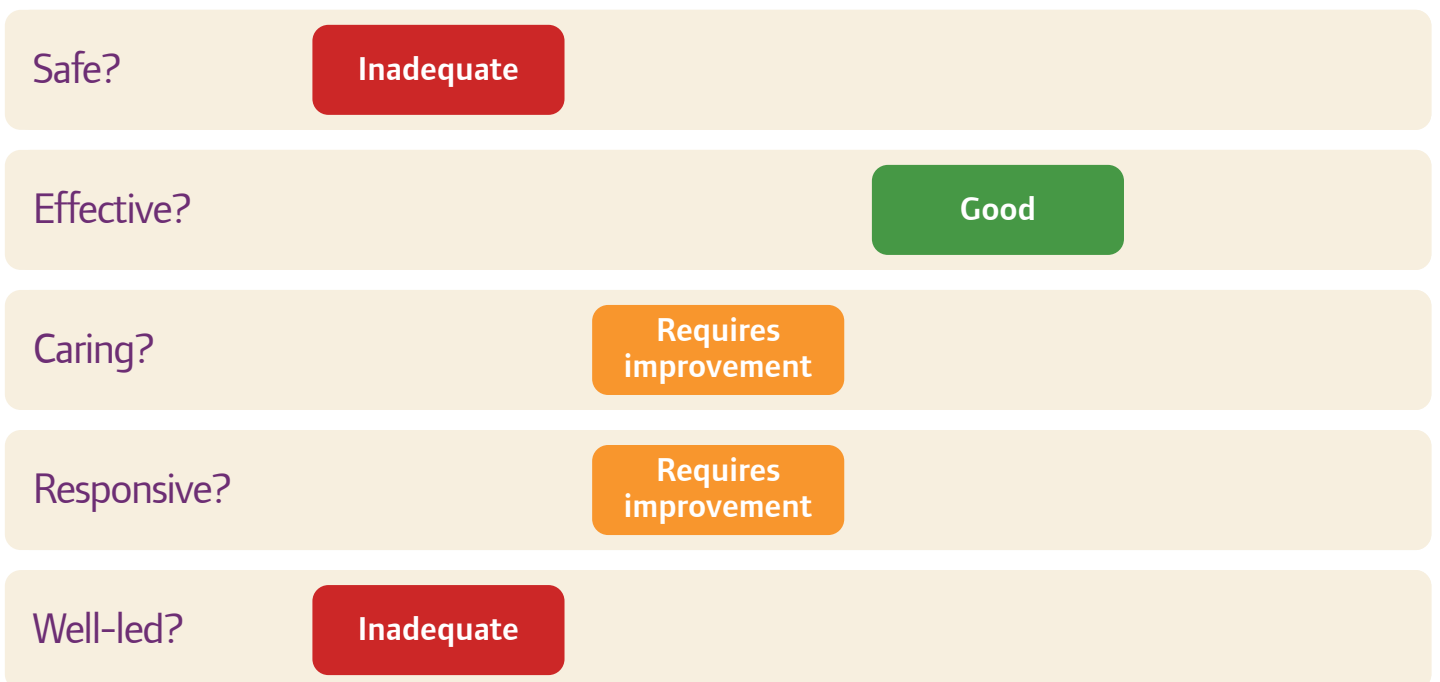 Safe?
Inadequate
Effective?
Good
Caring?
Requires
improvement
Responsive?
Requires
improvement
Well-led?
Inadequate